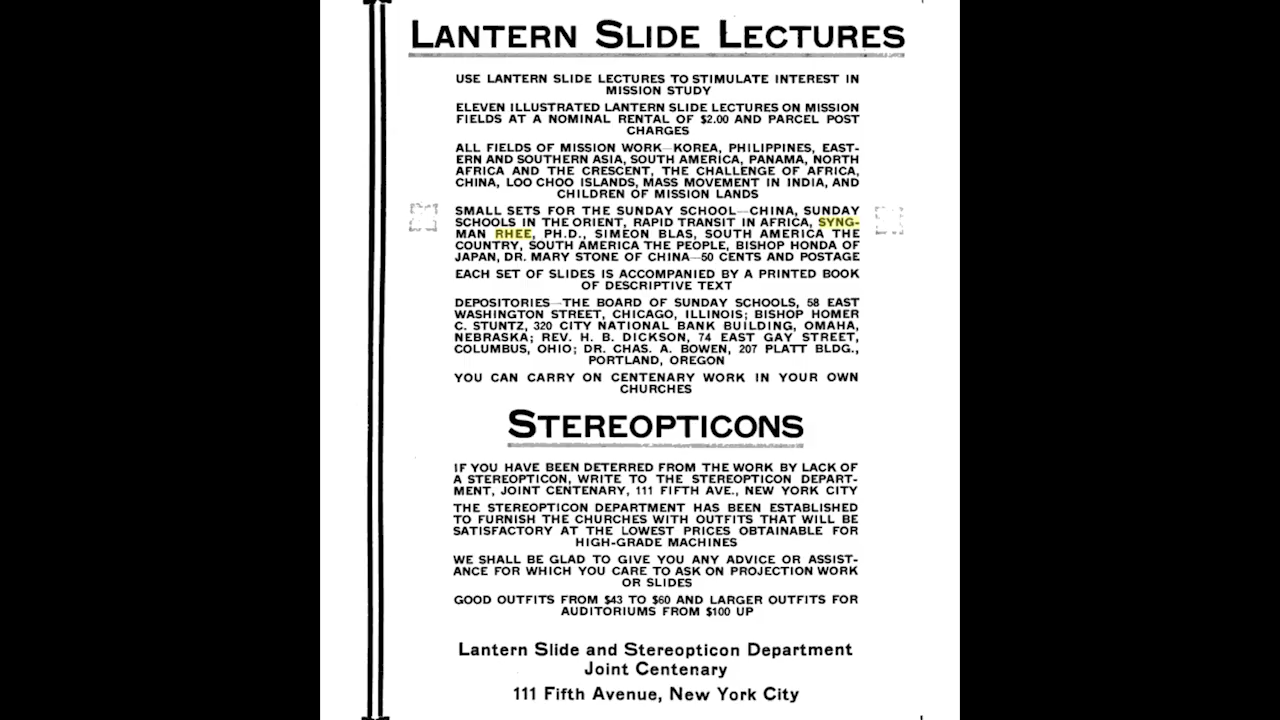 LANTERN SLIDE LECTURES
USE LANTERN SLIDE LECTURES TO STIMULATE INTEREST IN
MISSION STUDY
ELEVEN ILLUSTRATED LANTERN SLIDE LECTURES ON MISSION
FIELDS AT A NOMINAL RENTAL OF $2.00 AND PARCEL POST
CHARGES
ALL FIELDS OF MISSION WORK—KOREA, PHILIPPINES, EAST-
ERN AND SOUTHERN ASIA, SOUTH AMERICA, PANAMA, NORTH
AFRICA AND THE CRESCENT, THE CHALLENGE OF AFRICA,
CHINA, LOO CHOO ISLANDS, MASS MOVEMENT IN INDIA, AND
CHILDREN OF MISSION LANDS
SMALL SETS FOR THE SUNDAY SCHOOL—CHINA, SUNDAY
SCHOOLS IN THE ORIENT, RAPID TRANSIT IN AFRICA, SYNG-
MAN RHEE, PH.D., SIMEON BLAS, SOUTH AMERICA THE
COUNTRY, SOUTH AMERICA THE PEOPLE, BISHOP HONDA OF
JAPAN, DR. MARY STONE OF CHINA—50 CENTS AND POSTAGE
EACH SET OF SLIDES IS ACCOMPANIED BY A PRINTED BOOK
OF DESCRIPTIVE TEXT
DEPOSITORIES—THE BOARD OF SUNDAY SCHOOLS, 58 EAST
WASHINGTON STREET, CHICAGO, ILLINOIS; BISHOP HOMER
C. STUNTZ, 320 CITY NATIONAL BANK BUILDING, OMAHA,
NEBRASKA; REV. H. B. DICKSON, 74 EAST GAY STREET,
COLUMBUS, OHIO; DR. CHAS. A. BOWEN, 207 PLATT BLDG.,
PORTLAND, OREGON
YOU CAN CARRY ON CENTENARY WORK IN YOUR OWN
CHURCHES
STEREOPTICONS
IF YOU HAVE BEEN DETERRED FROM THE WORK BY LACK OF
A STEREOPTICON, WRITE TO THE STEREOPTICON DEPART-
MENT, JOINT CENTENARY, 111 FIFTH AVE., NEW YORK CITY
THE STEREOPTICON DEPARTMENT HAS BEEN ESTABLISHED
TO FURNISH THE CHURCHES WITH OUTFITS THAT WILL BE
SATISFACTORY AT THE LOWEST PRICES OBTAINABLE FOR
HIGH-GRADE MACHINES
WE SHALL BE GLAD TO GIVE YOU ANY ADVICE OR ASSIST-
ANCE FOR WHICH YOU CARE TO ASK ON PROJECTION WORK
OR SLIDES
GOOD OUTFITS FROM $43 TO $60 AND LARGER OUTFITS FOR
AUDITORIUMS FROM $100 UP
Lantern Slide and Stereopticon Department
Joint Centenary
111 Fifth Avenue, New York City